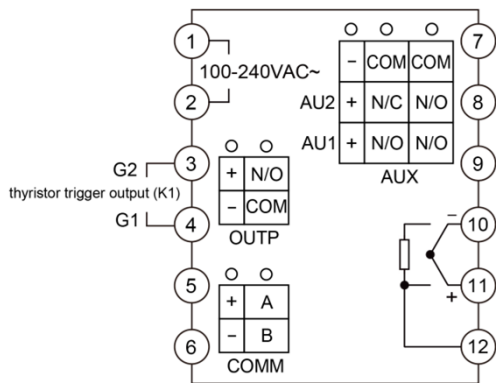 1
100-240VAC~
2
G2
3
thyristor trigger output (K1)
G1
4
+ N/O
− COM
OUTP
5
6
+ A
− B
COMM
− COM COM
AU2 + N/C N/O
AU1 + N/O N/O
AUX
7
8
9
− 10
+ 11
12